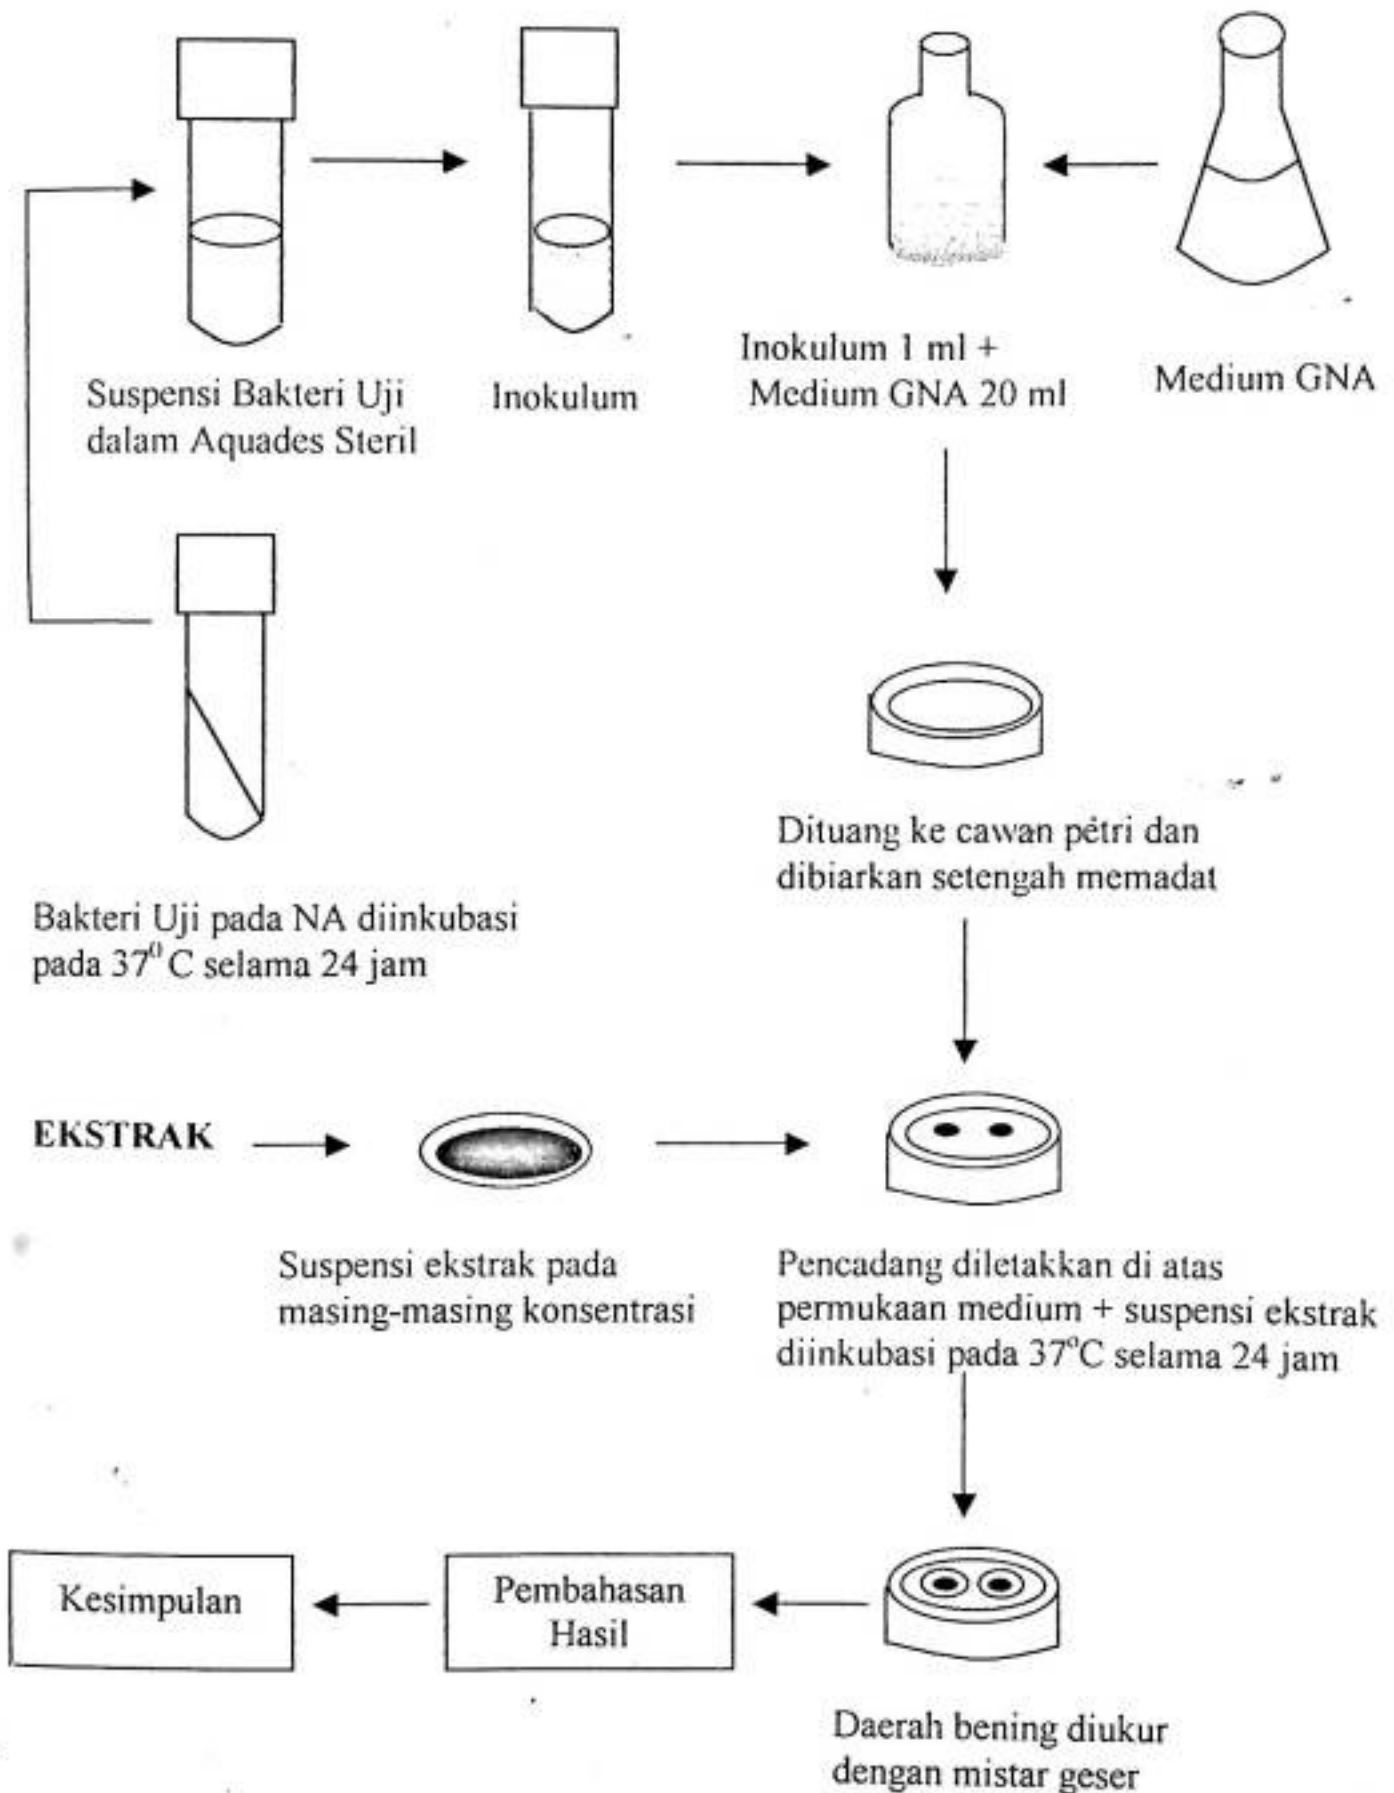 Suspensi Bakteri Uji
dalam Aquades Steril
Inokulum
Inokulum 1 ml +
Medium GNA 20 ml
Medium GNA
Bakteri Uji pada NA diinkubasi
pada 37⁰ C selama 24 jam
Dituang ke cawan petri dan
dibiarkan setengah memadat
EKSTRAK
Suspensi ekstrak pada
masing-masing konsentrasi
Pencadang diletakkan di atas
permukaan medium + suspensi ekstrak
diinkubasi pada 37°C selama 24 jam
Daerah bening diukur
dengan mistar geser
Pembahasan
Hasil
Kesimpulan